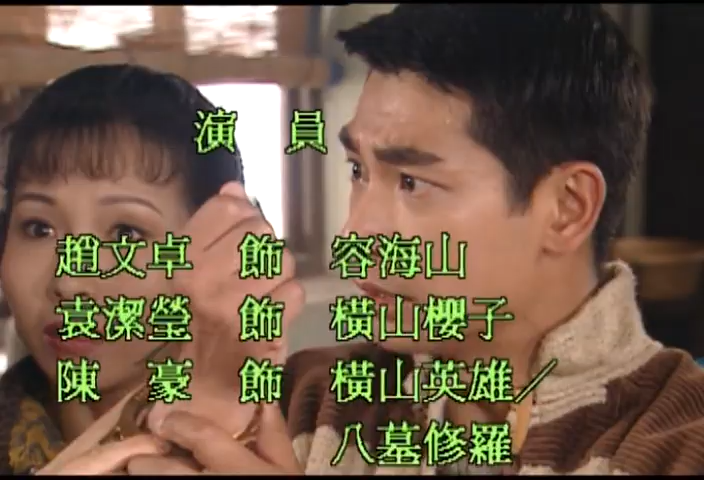 演　員
趙文卓　飾　容海山
袁潔瑩　飾　橫山櫻子
陳　豪　飾　橫山英雄／
八墓修羅